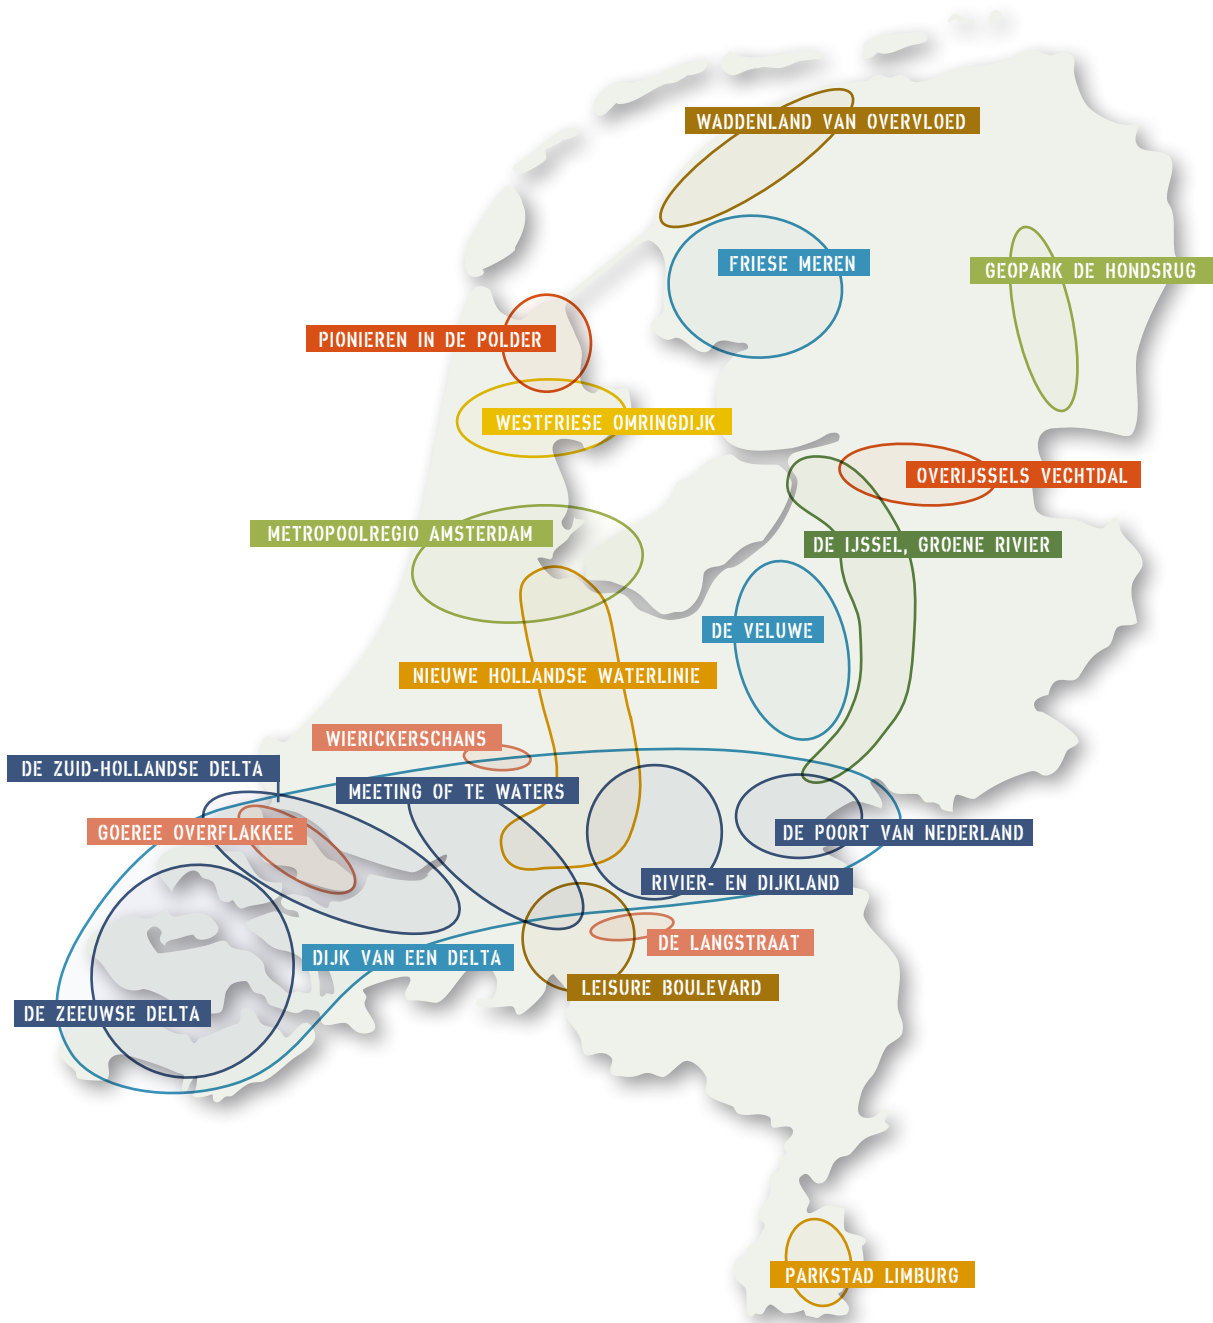 WADDENLAND VAN OVERVLOED
FRIESE MEREN
GEOPARK DE HONDSRUG
PIONIEREN IN DE POLDER
WESTFRIESE OMRINGDIJK
OVERIJSSELS VECHTDAL
METROPOOLREGIO AMSTERDAM
DE IJSSEL, GROENE RIVIER
DE VELUWE
NIEUWE HOLLANDSE WATERLINIE
WIERICKERSCHANS
DE ZUID-HOLLANDSE DELTA
MEETING OF TE WATERS
GOEREE OVERFLAKKEE
DE POORT VAN NEDERLAND
RIVIER- EN DIJKLAND
DE LANGSTRAAT
DIJK VAN EEN DELTA
LEISURE BOULEVARD
DE ZEEUWSE DELTA
PARKSTAD LIMBURG